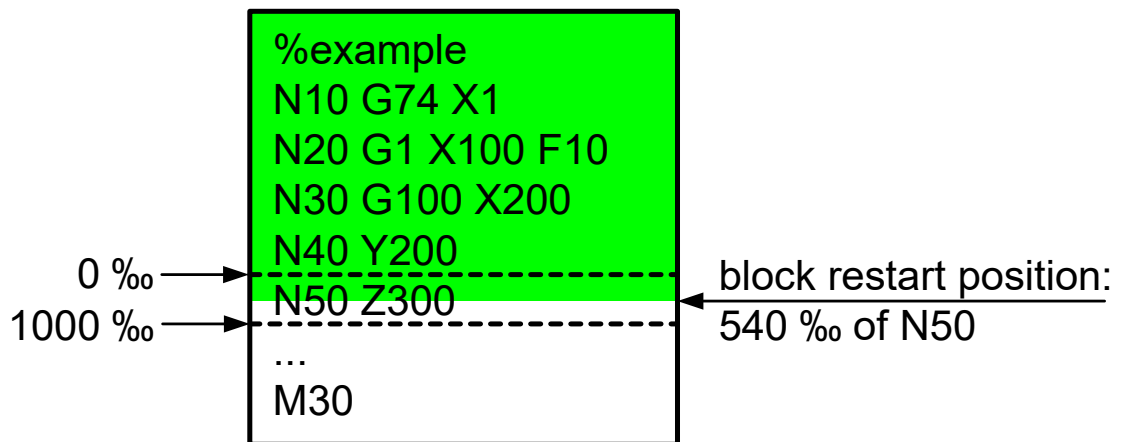 %example
N10 G74 X1
N20 G1 X100 F10
N30 G100 X200
N40 Y200
0 ‰
block restart position:
N50 Z300
1000 ‰
540 ‰ of N50
...
M30